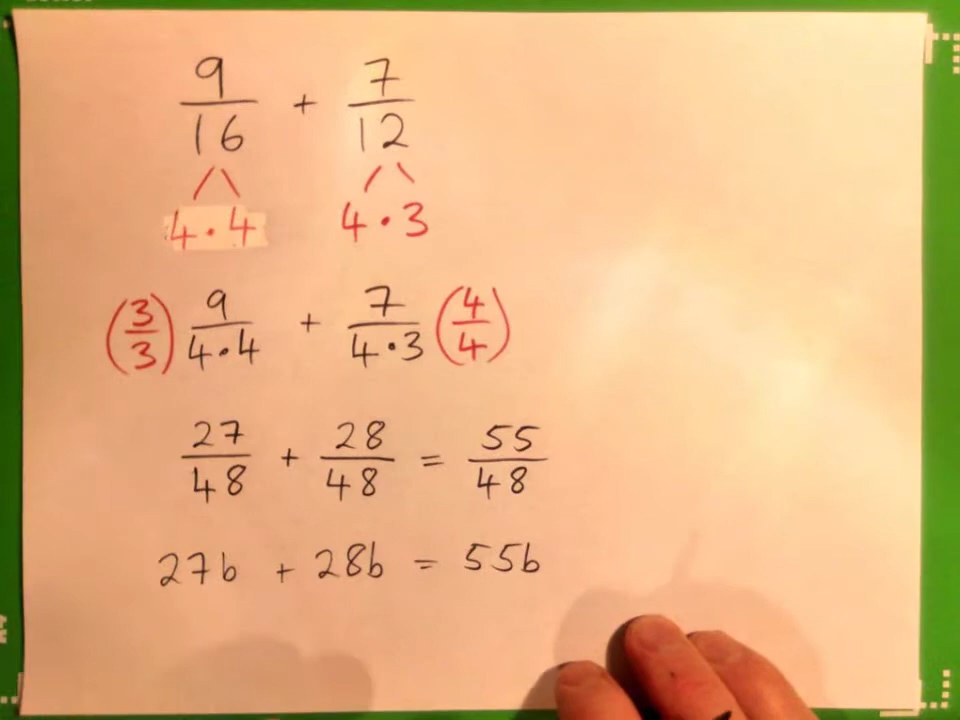 9/16 + 7/12
4·4 4·3
(3/3) 9/4·4 + 7/4·3 (4/4)
27/48 + 28/48 = 55/48
27b + 28b = 55b